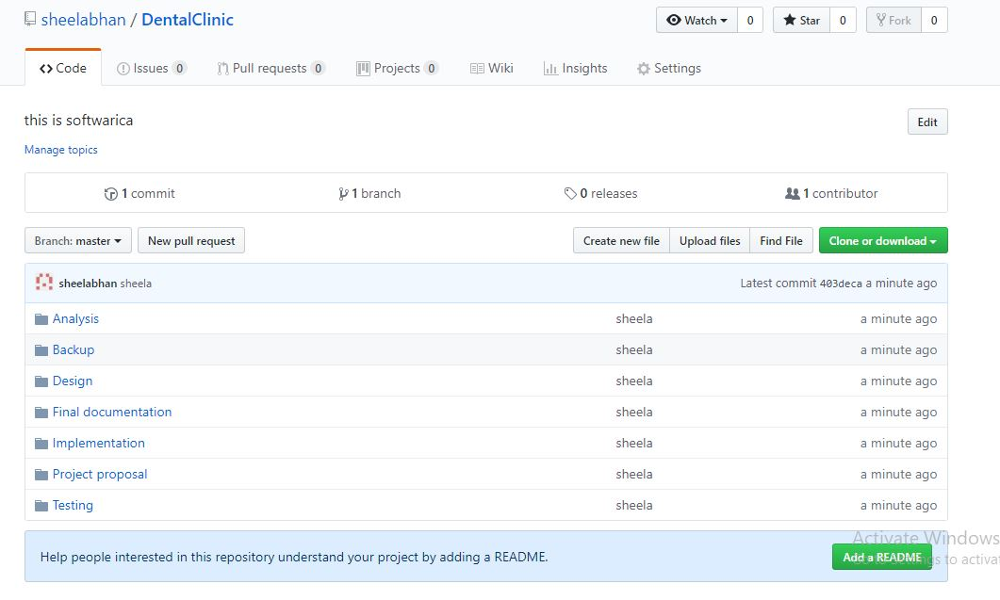 sheelabhan / DentalClinic
Watch 0 Star 0 Fork 0
Code Issues 0 Pull requests 0 Projects 0 Wiki Insights Settings
this is softwarica Edit
Manage topics
1 commit 1 branch 0 releases 1 contributor
Branch: master New pull request Create new file Upload files Find File Clone or download
sheelabhan sheela Latest commit 403deca a minute ago
Analysis sheela a minute ago
Backup sheela a minute ago
Design sheela a minute ago
Final documentation sheela a minute ago
Implementation sheela a minute ago
Project proposal sheela a minute ago
Testing sheela a minute ago
Activate Windows
Help people interested in this repository understand your project by adding a README. Add a README
Go to Settings to activat